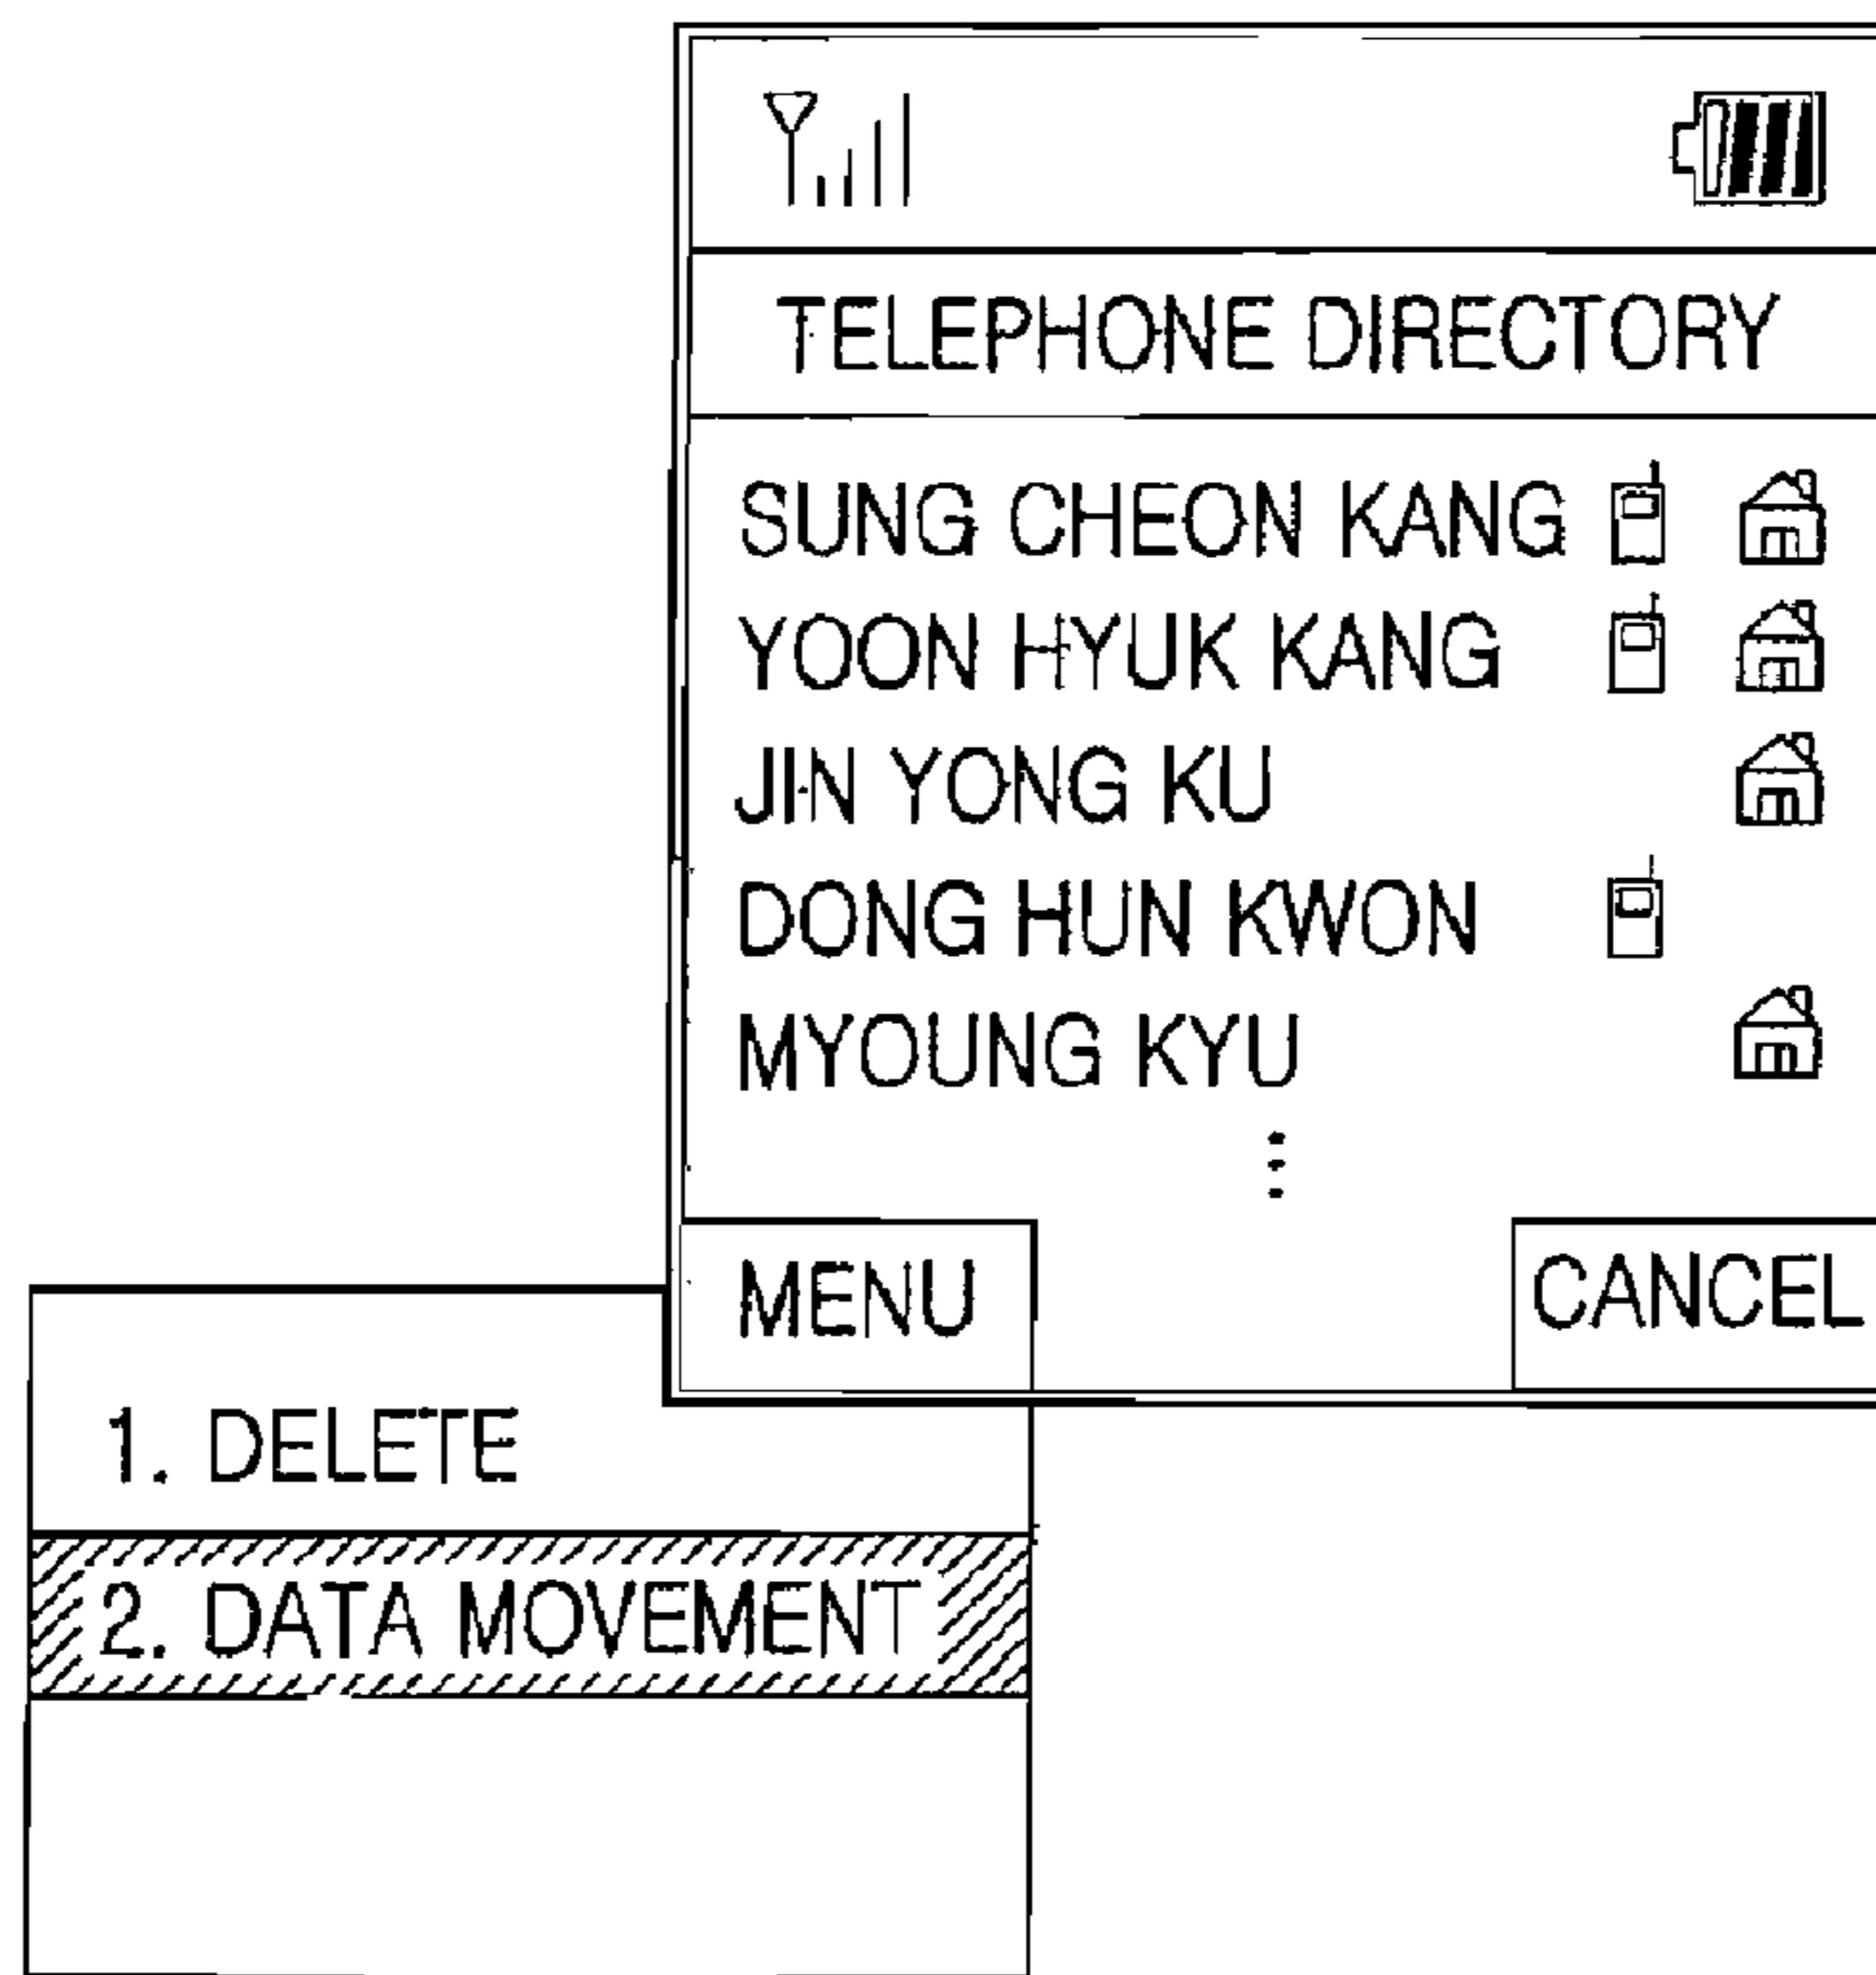 TELEPHONE DIRECTORY
SUNG CHEON KANG
YOON HYUK KANG
JIN YONG KU
DONG HUN KWON
MYOUNG KYU
MENU
CANCEL
1. DELETE
2. DATA MOVEMENT